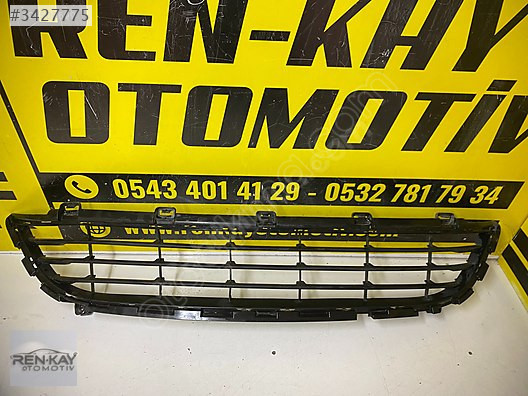 #3427775
REN-KAY
OTOMOTİV
0543 401 41 29 - 0532 781 79 34
REN-KAY
OTOMOTİV